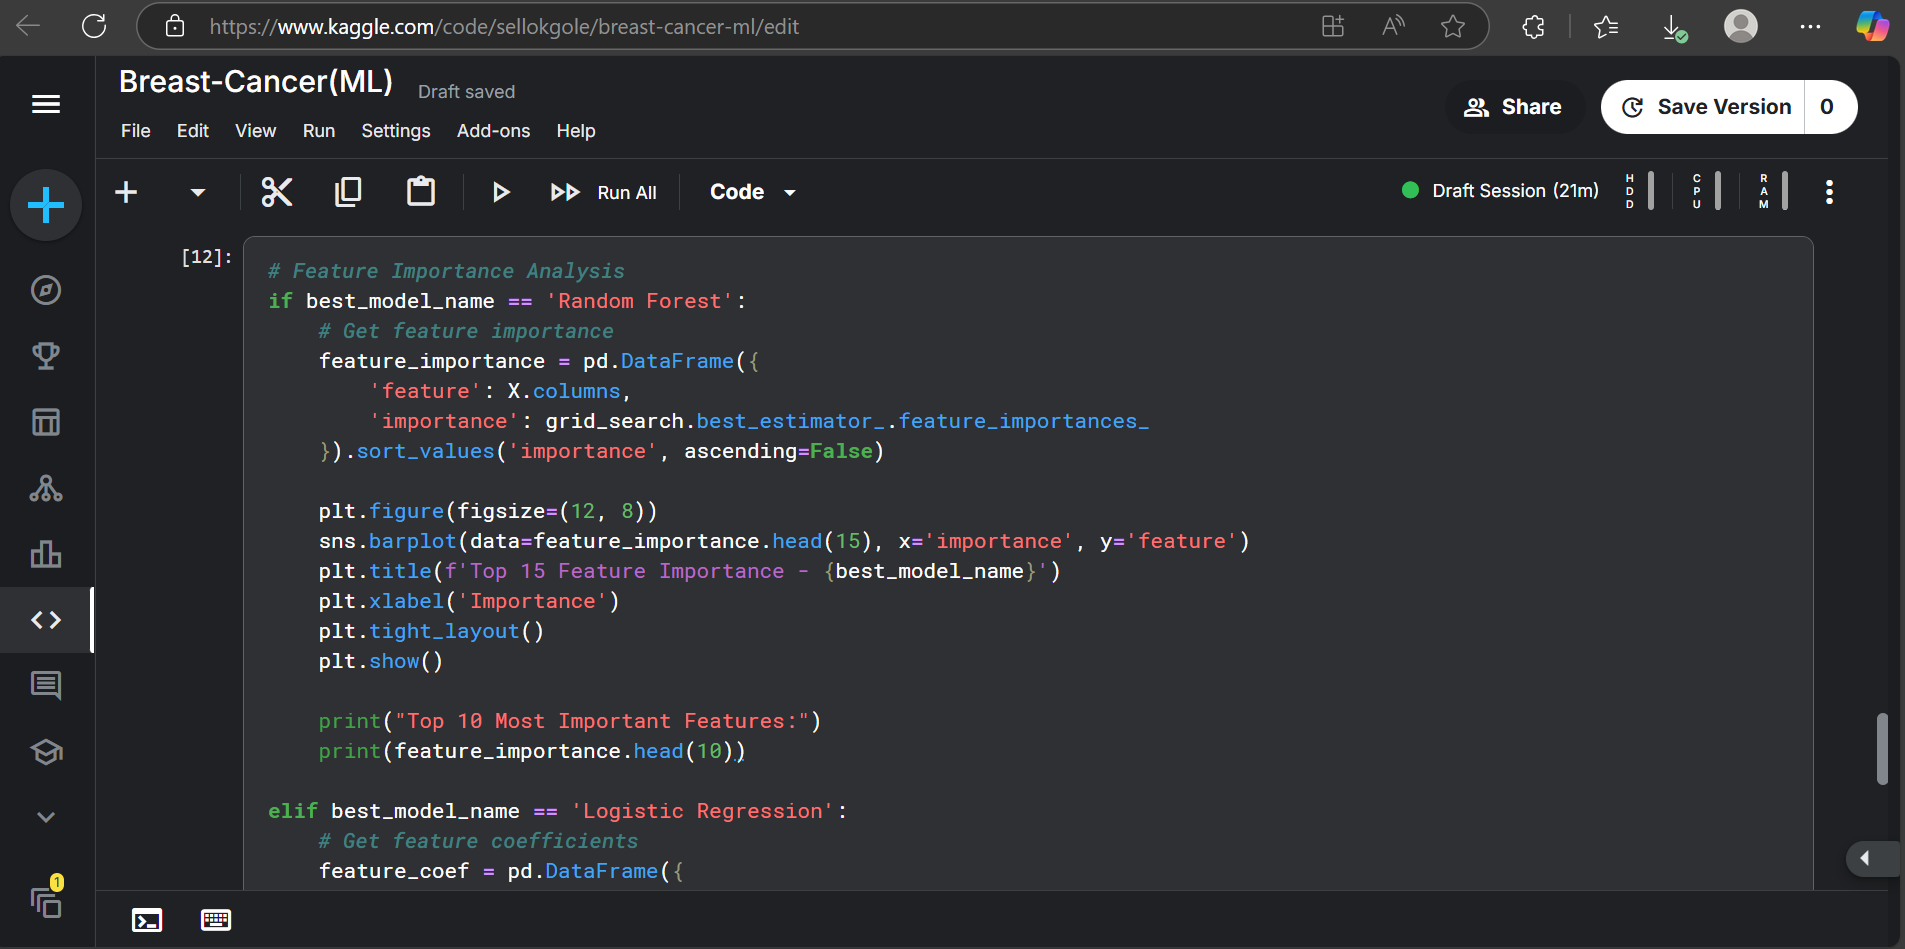 https://www.kaggle.com/code/sellokgole/breast-cancer-ml/edit
Breast-Cancer(ML)
Draft saved
Share
Save Version
0
File Edit View Run Settings Add-ons Help
Run All
Code
Draft Session (21m)
HDD
CPU
RAM
[12]:
# Feature Importance Analysis
if best_model_name == 'Random Forest':
    # Get feature importance
    feature_importance = pd.DataFrame({
        'feature': X.columns,
        'importance': grid_search.best_estimator_.feature_importances_
    }).sort_values('importance', ascending=False)
    plt.figure(figsize=(12, 8))
    sns.barplot(data=feature_importance.head(15), x='importance', y='feature')
    plt.title(f'Top 15 Feature Importance - {best_model_name}')
    plt.xlabel('Importance')
    plt.tight_layout()
    plt.show()
    print("Top 10 Most Important Features:")
    print(feature_importance.head(10))
elif best_model_name == 'Logistic Regression':
    # Get feature coefficients
    feature_coef = pd.DataFrame({
1